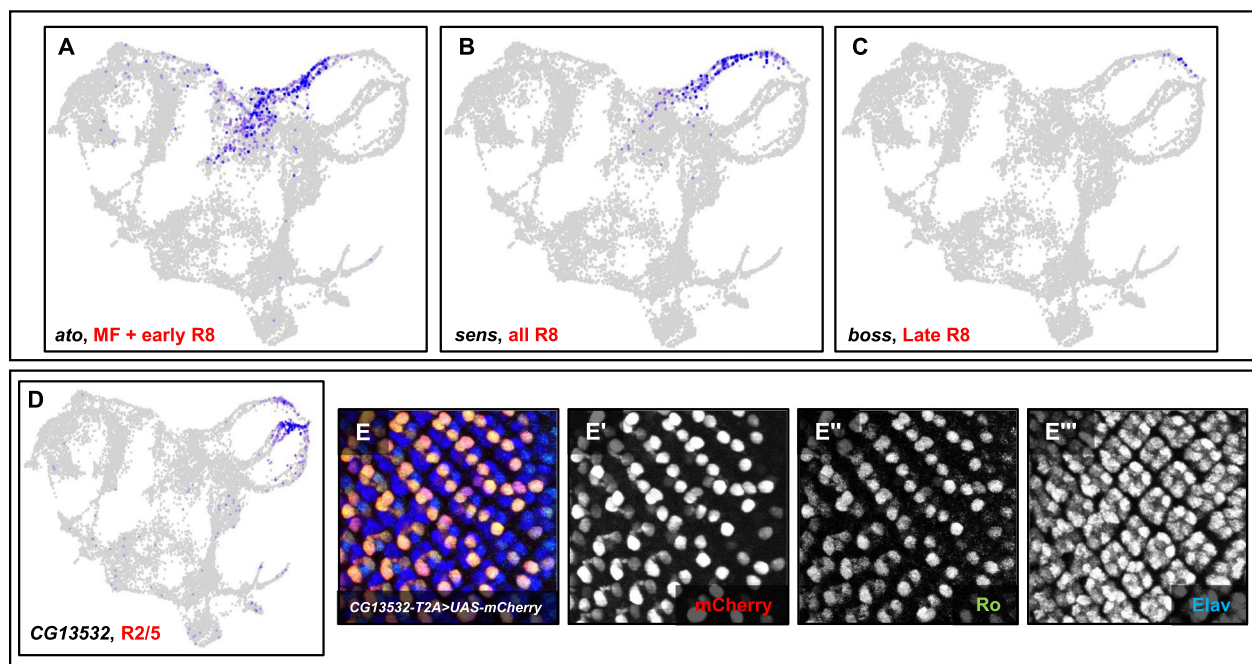 A
ato, MF + early R8
B
sens, all R8
C
boss, Late R8
D
CG13532, R2/5
E
CG13532-T2A>UAS-mCherry
E'
mCherry
E''
Ro
E'''
Elav